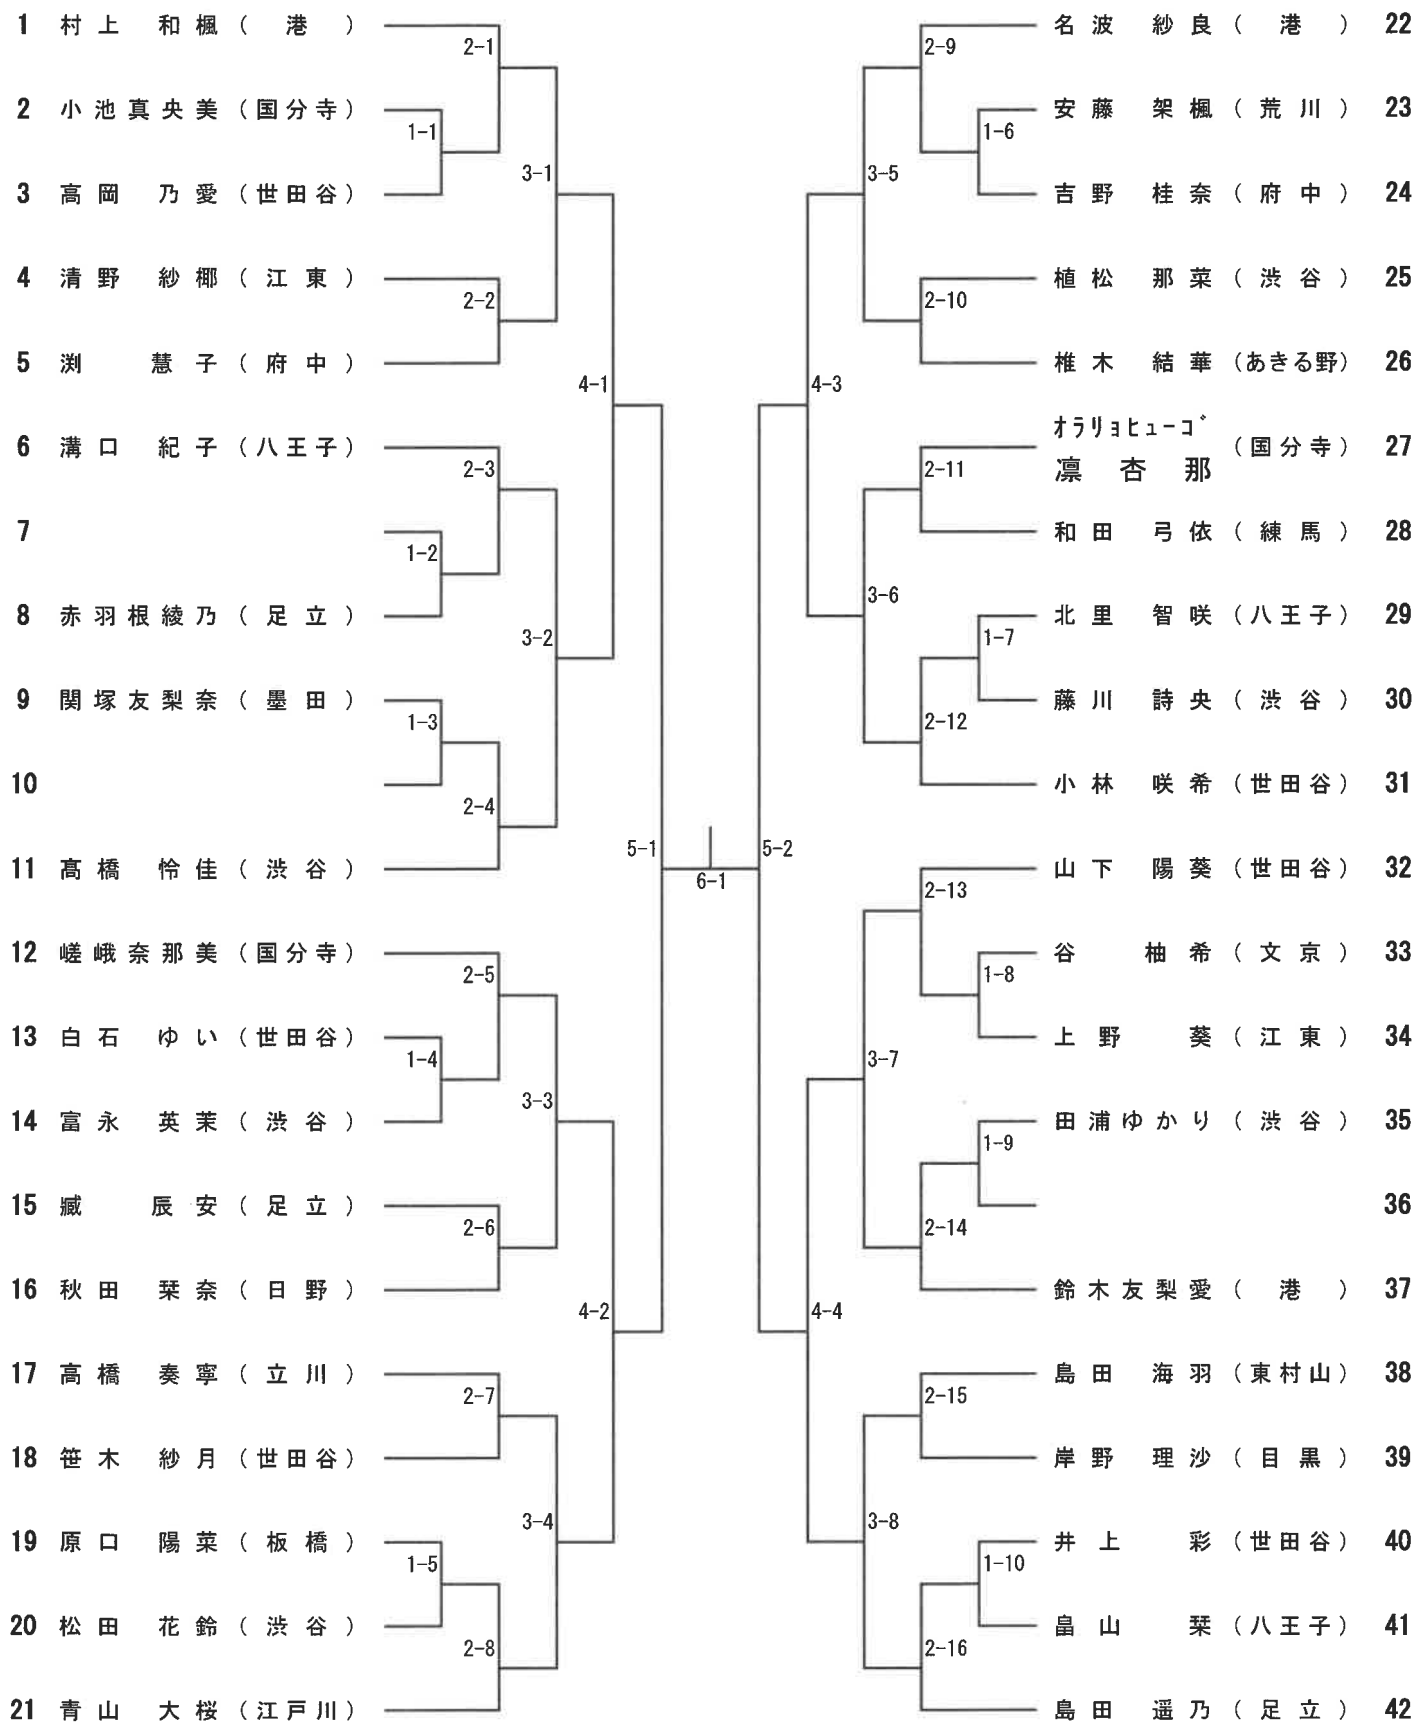 1 村上 和楓 (港)
2-1
2 小池真央美 (国分寺)
1-1
3-1
3 高岡 乃愛 (世田谷)
4 清野 紗椰 (江東)
2-2
5 渕 慧子 (府中)
4-1
6 溝口 紀子 (八王子)
2-3
7
1-2
8 赤羽根綾乃 (足立)
3-2
9 関塚友梨奈 (墨田)
1-3
10
2-4
5-1
11 髙橋 怜佳 (渋谷)
12 嵯峨奈那美 (国分寺)
2-5
13 白石 ゆい (世田谷)
1-4
3-3
14 富永 英茉 (渋谷)
15 臧 辰安 (足立)
2-6
16 秋田 栞奈 (日野)
4-2
17 高橋 奏寧 (立川)
2-7
18 笹木 紗月 (世田谷)
3-4
19 原口 陽菜 (板橋)
1-5
20 松田 花鈴 (渋谷)
2-8
21 青山 大桜 (江戸川)
6-1
名波 紗良 (港) 22
2-9
安藤 架楓 (荒川) 23
1-6
3-5
吉野 桂奈 (府中) 24
植松 那菜 (渋谷) 25
2-10
椎木 結華 (あきる野) 26
4-3
オラリョヒューゴ
凛杏那 (国分寺) 27
2-11
和田 弓依 (練馬) 28
3-6
北里 智咲 (八王子) 29
1-7
藤川 詩央 (渋谷) 30
2-12
小林 咲希 (世田谷) 31
5-2
山下 陽葵 (世田谷) 32
2-13
谷 柚希 (文京) 33
1-8
上野 葵 (江東) 34
3-7
田浦ゆかり (渋谷) 35
1-9
36
2-14
鈴木友梨愛 (港) 37
4-4
島田 海羽 (東村山) 38
2-15
岸野 理沙 (目黒) 39
3-8
井上 彩 (世田谷) 40
1-10
畠山 栞 (八王子) 41
2-16
島田 遥乃 (足立) 42